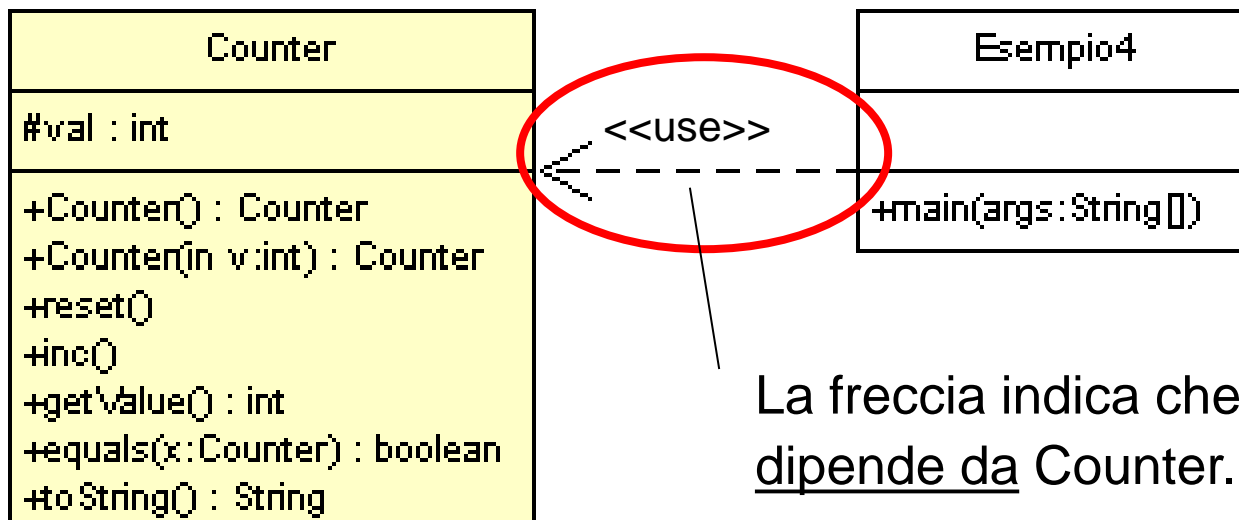 Counter
#val : int
+Counter() : Counter
+Counter(in v:int) : Counter
+reset()
+inc()
+getValue() : int
+equals(x:Counter) : boolean
+toString() : String
<<use>>
Esempio4
+main(args:String[])
La freccia indica che
dipende da Counter.